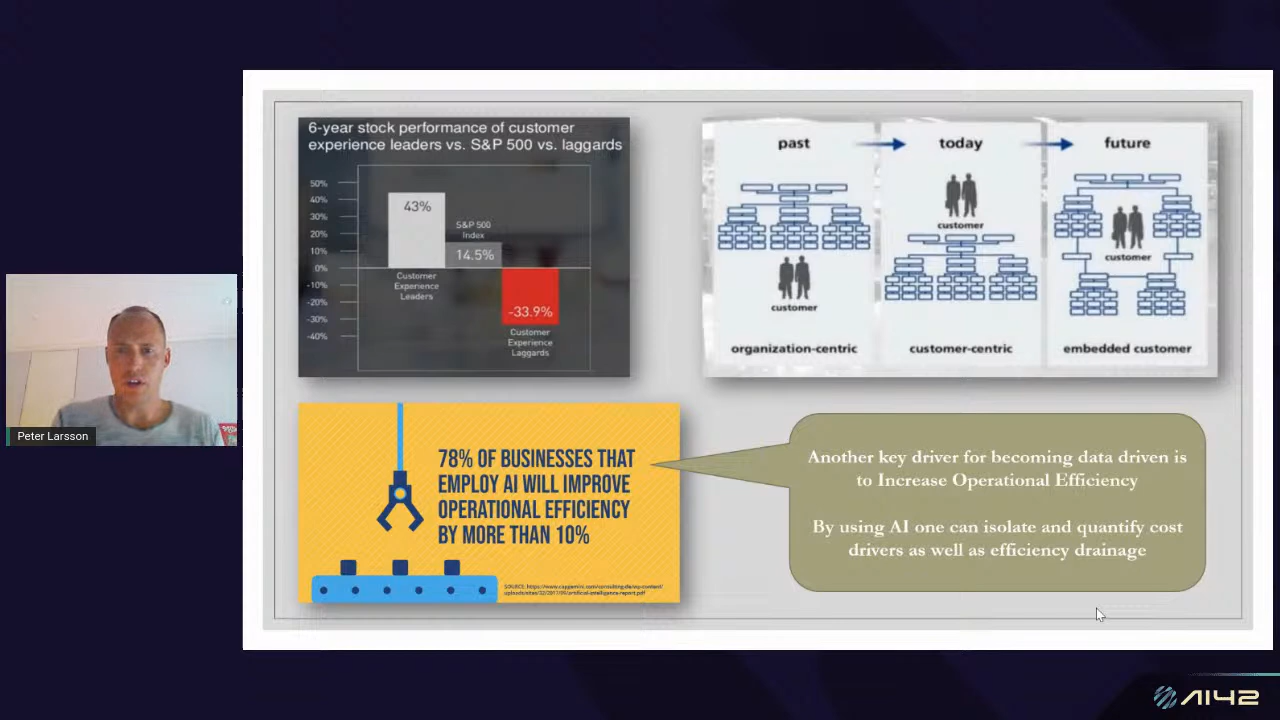 6-year stock performance of customer
experience leaders vs. S&P 500 vs. laggards
50%
40%
30%
20%
10%
0%
-10%
-20%
-30%
-40%
43%
S&P 500
Index
14.5%
-33.9%
Customer
Experience
Leaders
Customer
Experience
Laggards
past
today
future
customer
customer
customer
organization-centric
customer-centric
embedded customer
78% OF BUSINESSES THAT
EMPLOY AI WILL IMPROVE
OPERATIONAL EFFICIENCY
BY MORE THAN 10%
Another key driver for becoming data driven is
to Increase Operational Efficiency
By using AI one can isolate and quantify cost
drivers as well as efficiency drainage
Peter Larsson
AI42